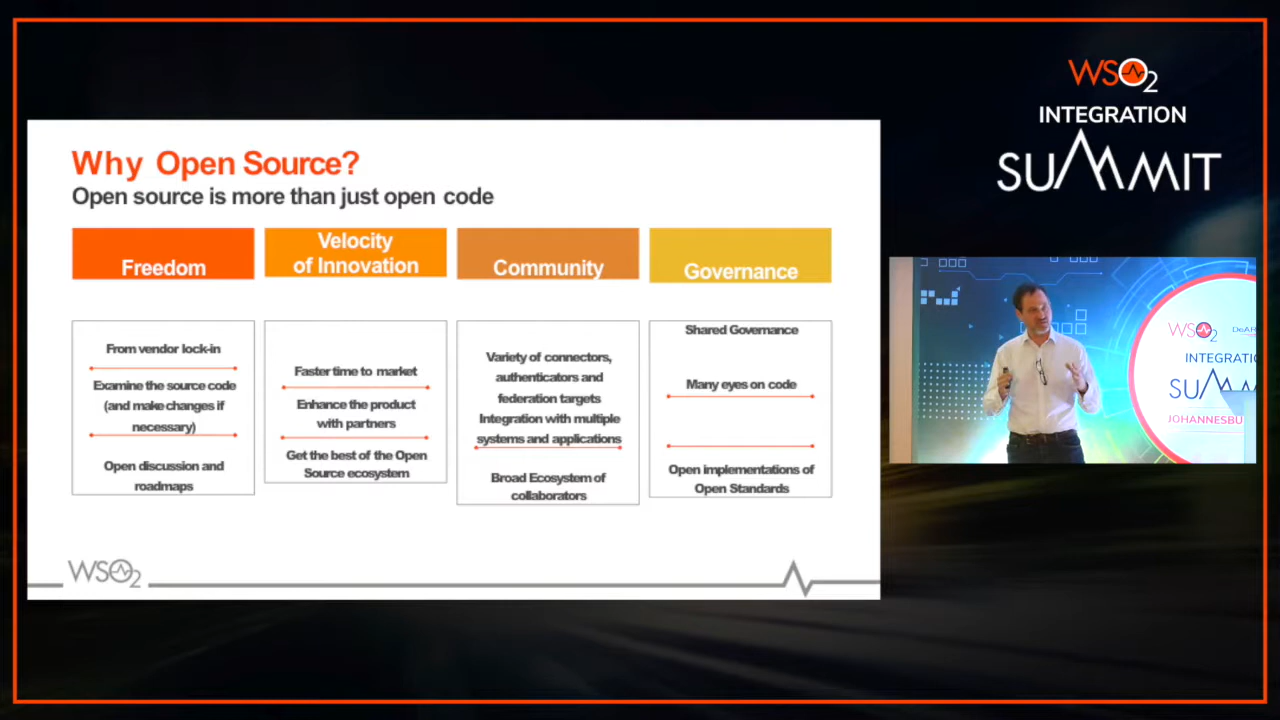 Why Open Source?
Open source is more than just open code
Freedom
Velocity
of Innovation
Community
Governance
From vendor lock-in
Examine the source code
(and make changes if
necessary)
Open discussion and
roadmaps
Faster time to market
Enhance the product
with partners
Get the best of the Open
Source ecosystem
Variety of connectors,
authenticators and
federation targets
Integration with multiple
systems and applications
Broad Ecosystem of
collaborators
Shared Governance
Many eyes on code
Open implementations of
Open Standards
WSO2
WSO2
INTEGRATION
SUMMIT
WSO2
INTEGRATIO
SUM
JOHANNESBU